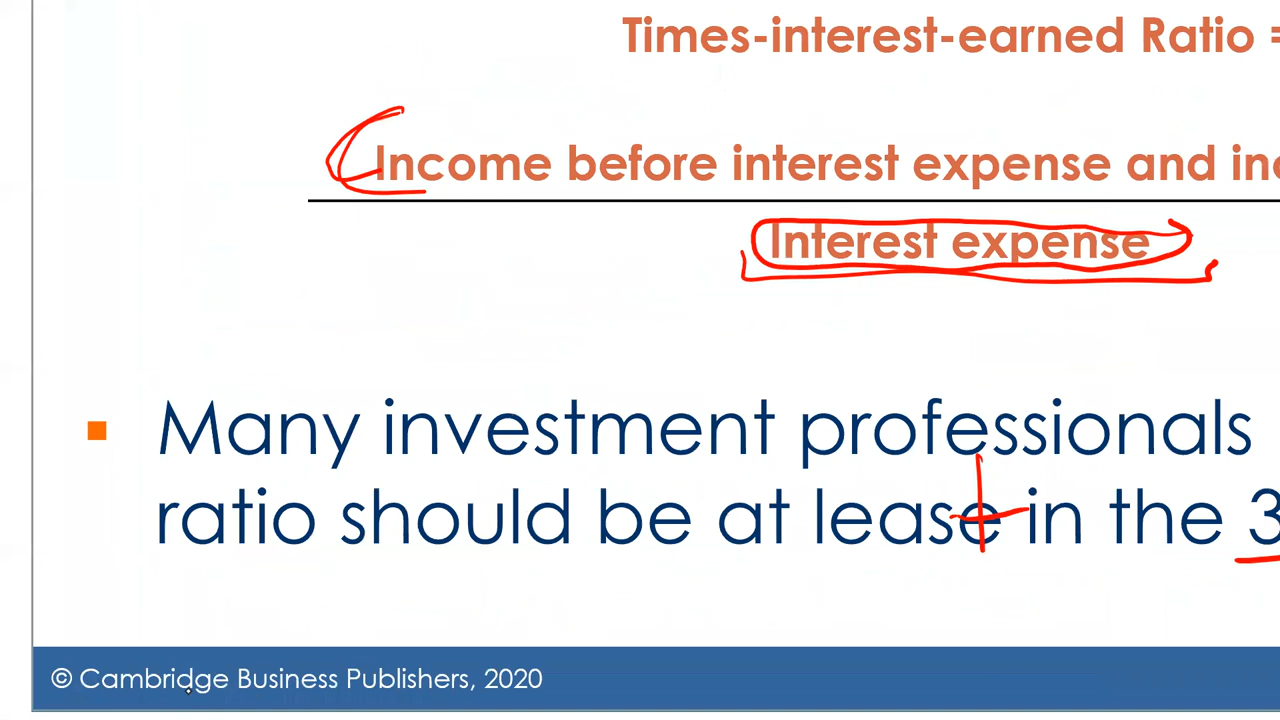 Times-interest-earned Ratio =
Income before interest expense and
Interest expense
Many investment professionals
ratio should be at lease in the 3
© Cambridge Business Publishers, 2020